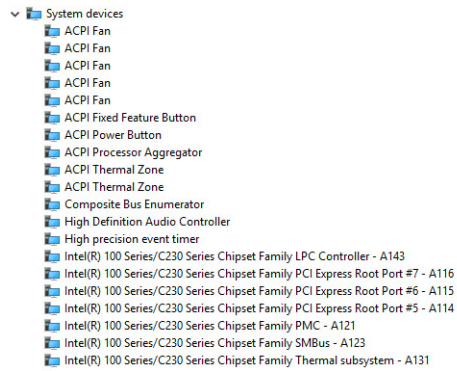 System devices
ACPI Fan
ACPI Fan
ACPI Fan
ACPI Fan
ACPI Fan
ACPI Fixed Feature Button
ACPI Power Button
ACPI Processor Aggregator
ACPI Thermal Zone
ACPI Thermal Zone
Composite Bus Enumerator
High Definition Audio Controller
High precision event timer
Intel(R) 100 Series/C230 Series Chipset Family LPC Controller - A143
Intel(R) 100 Series/C230 Series Chipset Family PCI Express Root Port #7 - A116
Intel(R) 100 Series/C230 Series Chipset Family PCI Express Root Port #6 - A115
Intel(R) 100 Series/C230 Series Chipset Family PCI Express Root Port #5 - A114
Intel(R) 100 Series/C230 Series Chipset Family PMC - A121
Intel(R) 100 Series/C230 Series Chipset Family SMBus - A123
Intel(R) 100 Series/C230 Series Chipset Family Thermal subsystem - A131